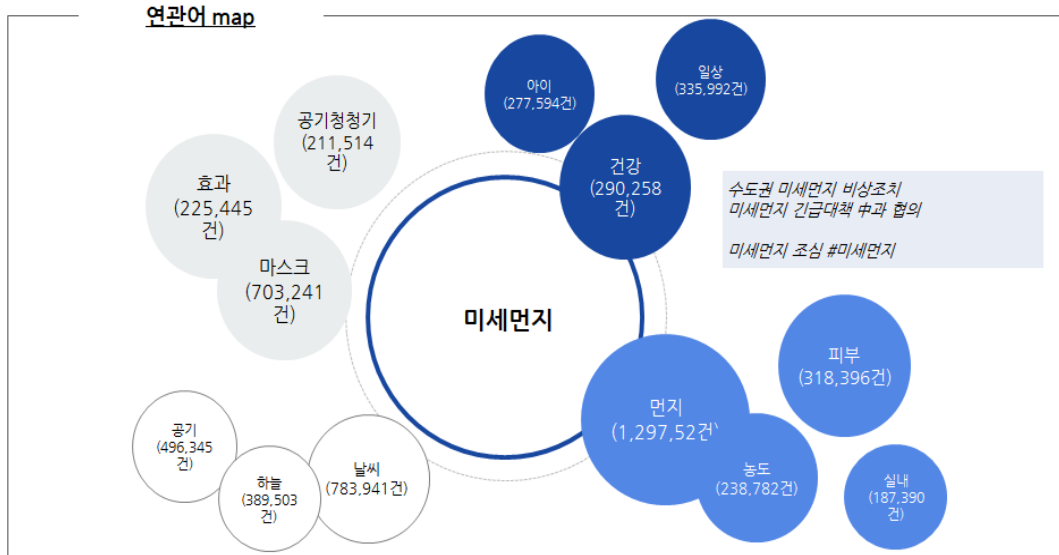 연관어 map
아이
(277,594건)
일상
(335,992건)
공기청정기
(211,514
건)
건강
(290,258
건)
효과
(225,445
건)
수도권 미세먼지 비상조치
미세먼지 긴급대책 中과 협의
미세먼지 조심 #미세먼지
마스크
(703,241
건)
미세먼지
피부
(318,396건)
먼지
(1,297,52건)
공기
(496,345
건)
날씨
(783,941건)
하늘
(389,503
건)
농도
(238,782건)
실내
(187,390
건)